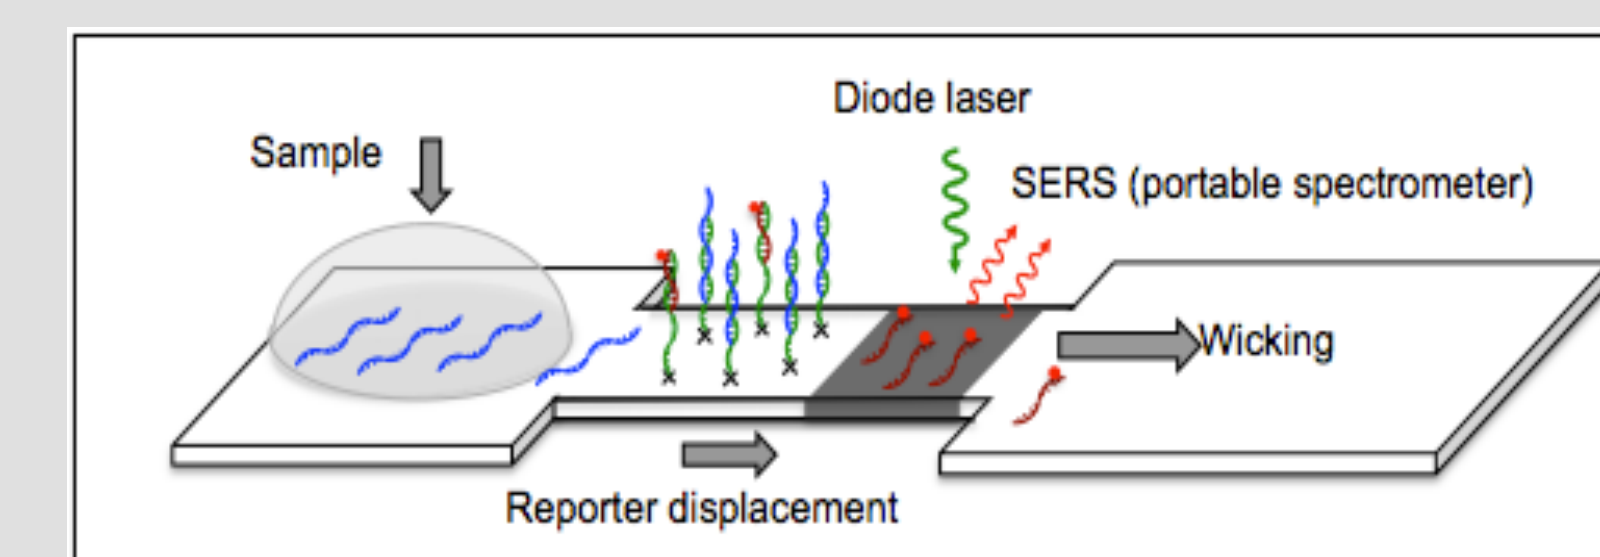 Diode laser
Sample
SERS (portable spectrometer)
Wicking
Reporter displacement